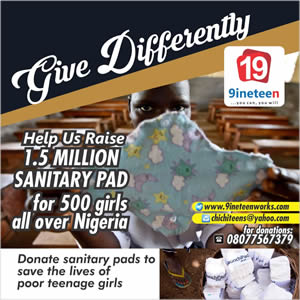 Give Differently
19
9ineteen
...you can, you will
Help Us Raise
1.5 MILLION
SANITARY PAD
for 500 girls
all over Nigeria
www.9ineteenworks.com
chichiteens@yahoo.com
for donations:
08077567379
Donate sanitary pads to
save the lives of
poor teenage girls